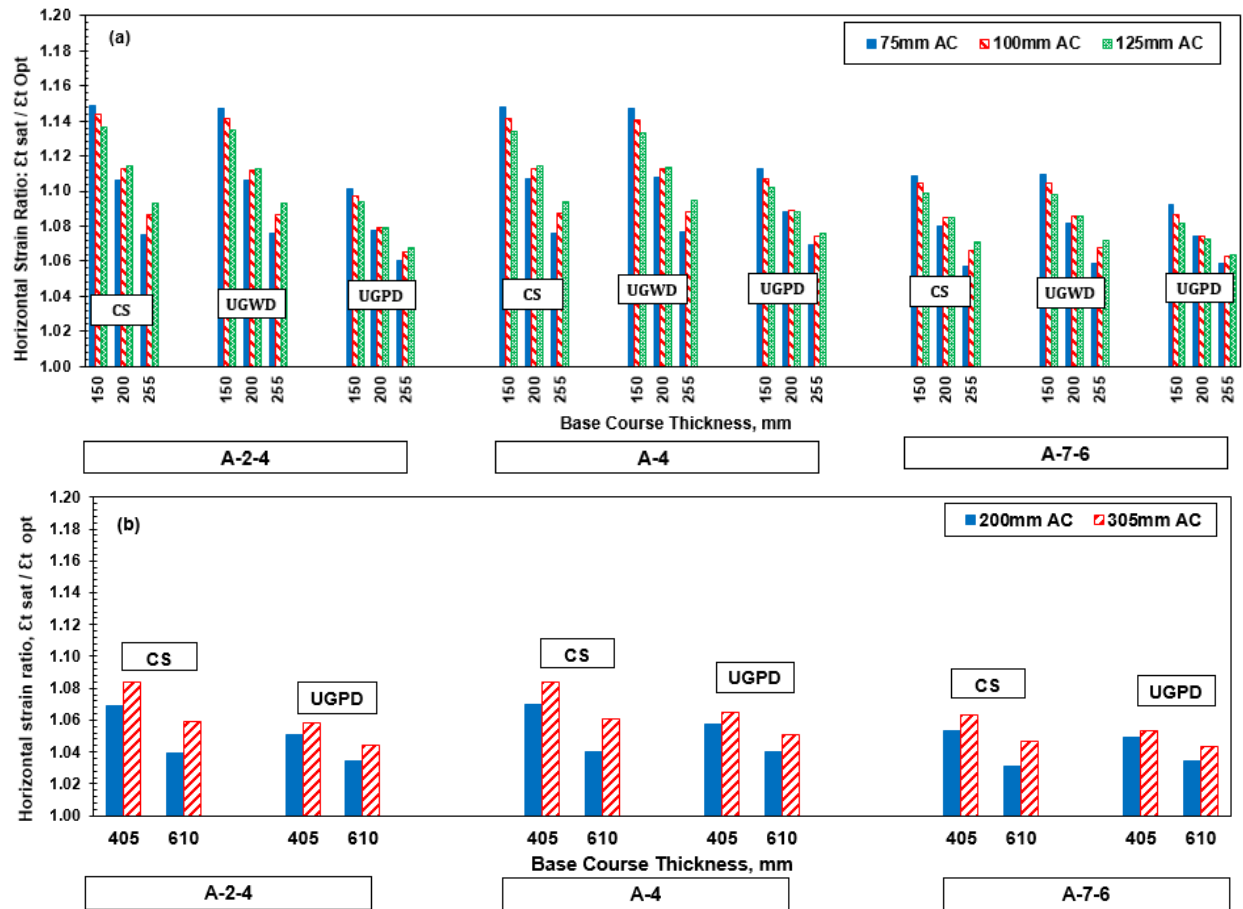 (a)
75mm AC 100mm AC 125mm AC
Horizontal Strain Ratio: Ɛt sat / Ɛt Opt
1.20
1.18
1.16
1.14
1.12
1.10
1.08
1.06
1.04
1.02
1.00
CS UGWD UGPD CS UGWD UGPD CS UGWD UGPD
150 200 255 150 200 255 150 200 255 150 200 255 150 200 255 150 200 255 150 200 255 150 200 255 150 200 255
Base Course Thickness, mm
A-2-4 A-4 A-7-6
(b)
200mm AC 305mm AC
Horizontal strain ratio, Ɛt sat / Ɛt opt
1.20
1.18
1.16
1.14
1.12
1.10
1.08
1.06
1.04
1.02
1.00
CS UGPD CS UGPD CS UGPD
405 610 405 610 405 610 405 610 405 610 405 610
Base Course Thickness, mm
A-2-4 A-4 A-7-6